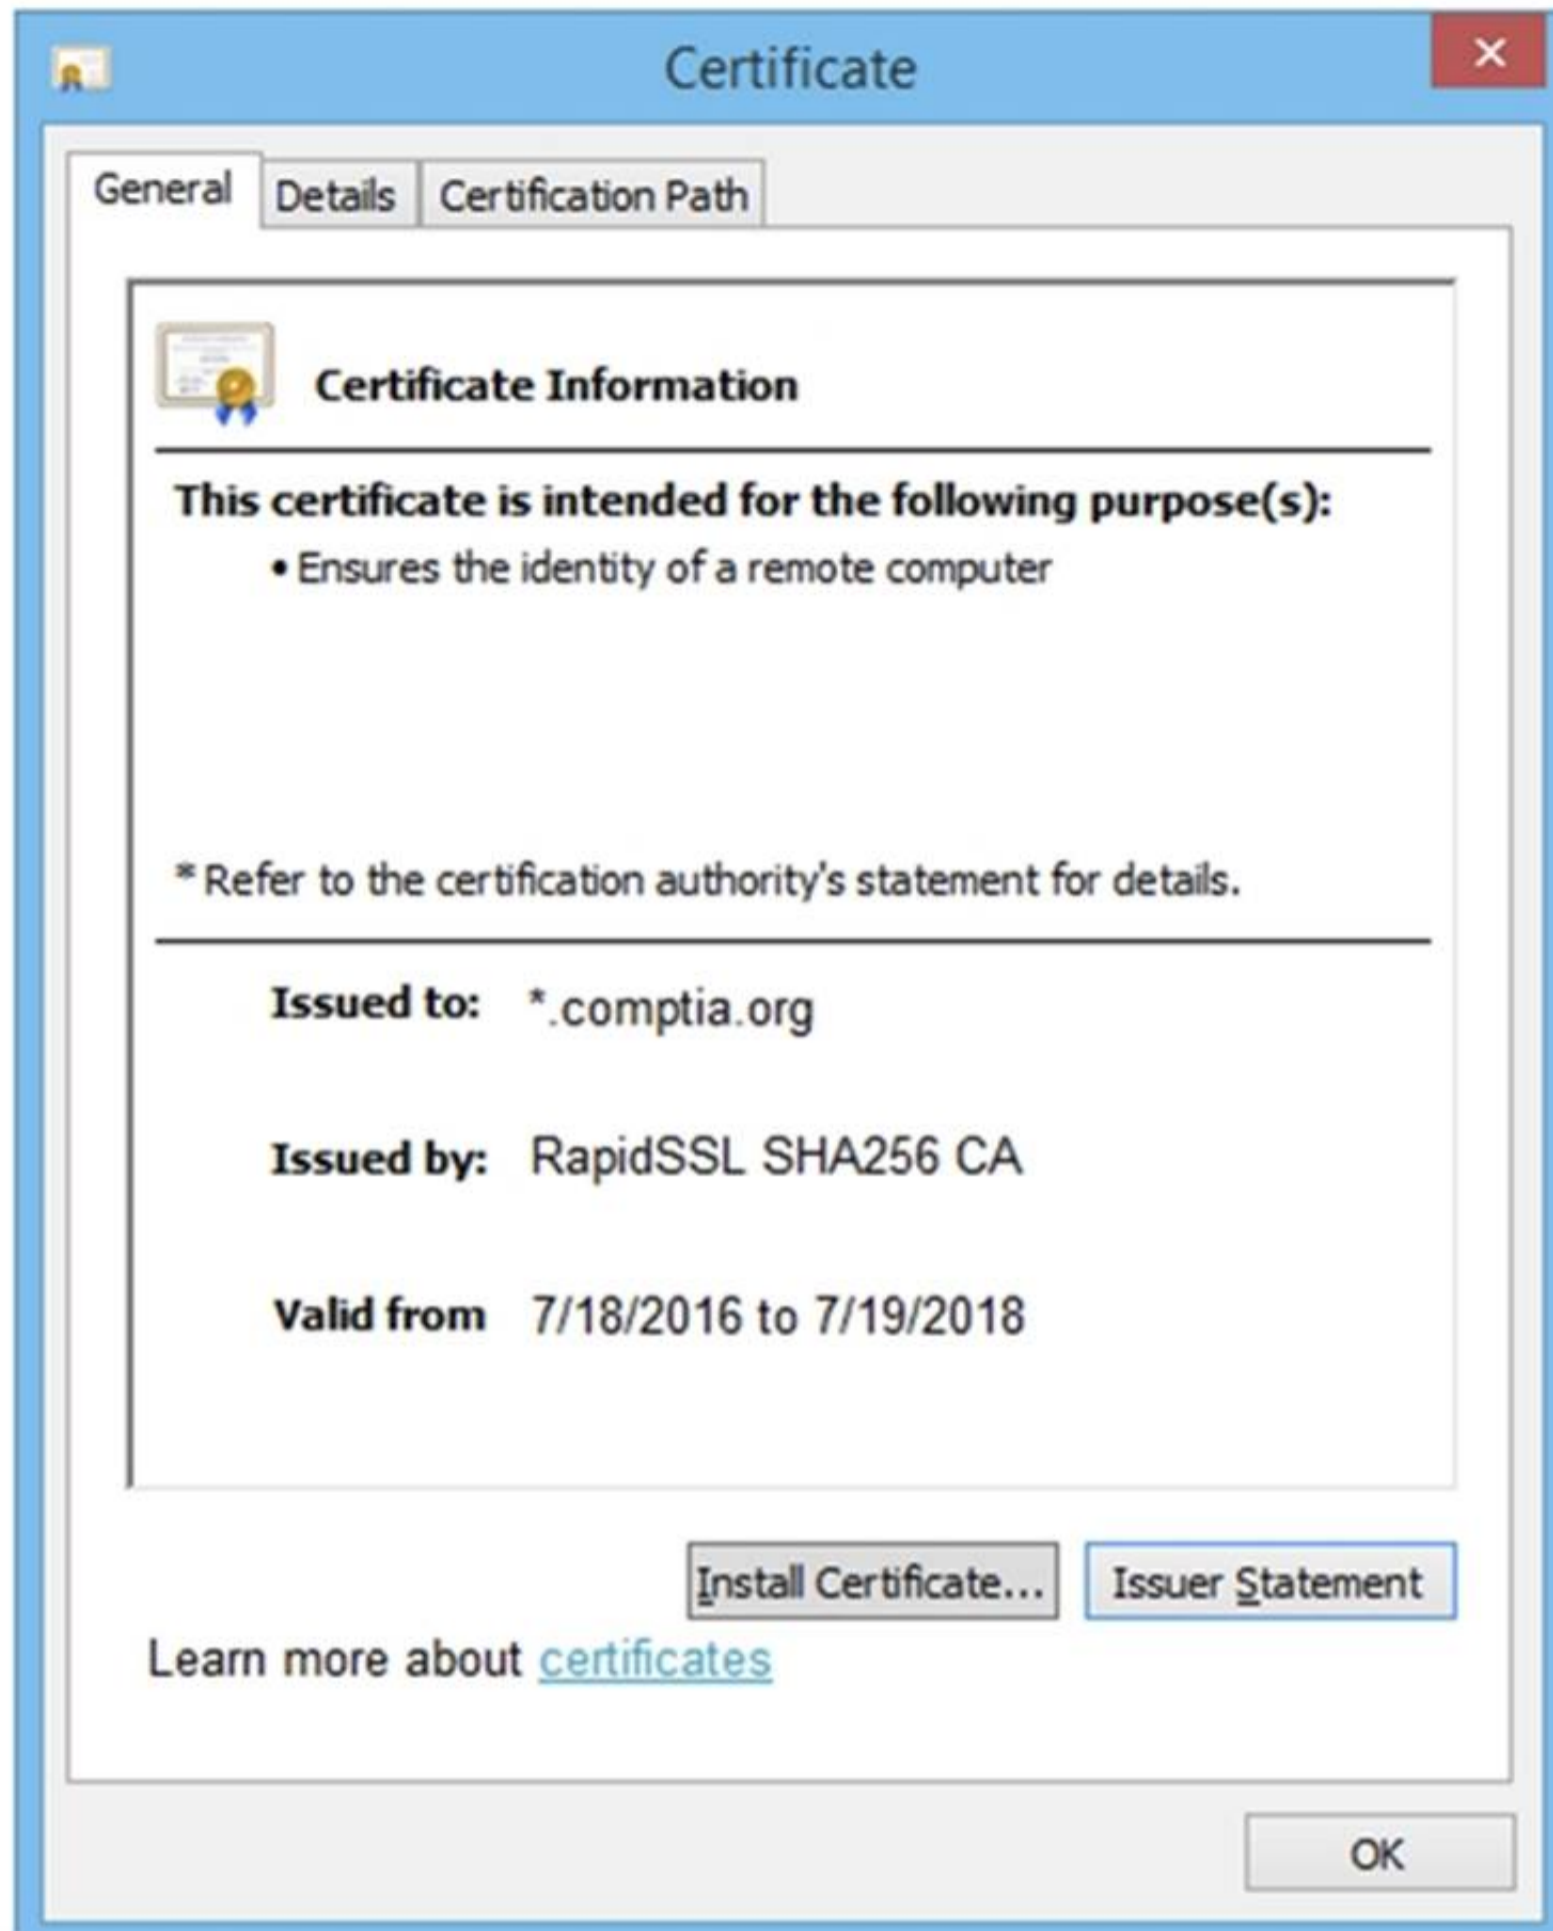 Certificate
General Details Certification Path
Certificate Information
This certificate is intended for the following purpose(s):
• Ensures the identity of a remote computer
* Refer to the certification authority's statement for details.
Issued to: *.comptia.org
Issued by: RapidSSL SHA256 CA
Valid from 7/18/2016 to 7/19/2018
Install Certificate... Issuer Statement
Learn more about certificates
OK